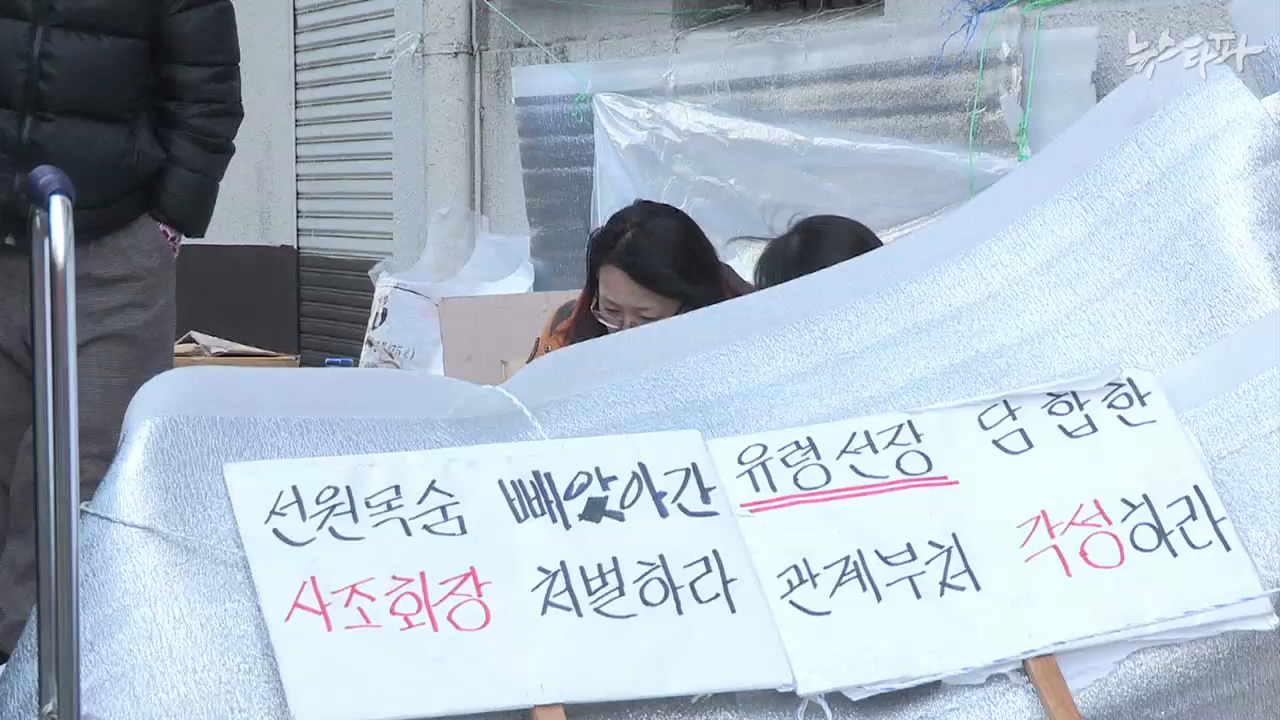 뉴스타파
선원목숨 빼앗아간
사조회장 처벌하라
유령선장 담합한
관계부처 각성하라